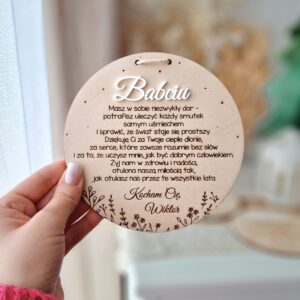 Babciu
Masz w sobie niezwykły dar -
potrafisz uleczyć każdy smutek
samym uśmiechem
i sprawić, że świat staje się prostszy.
Dziękuję Ci za Twoje ciepłe dłonie,
za serce, które zawsze rozumie bez słów
i za to, że uczysz mnie, jak być dobrym człowiekiem.
Żyj nam w zdrowiu i radości,
otulona naszą miłością tak,
jak otulasz nas przez te wszystkie lata.
Kocham Cię,
Wiktor